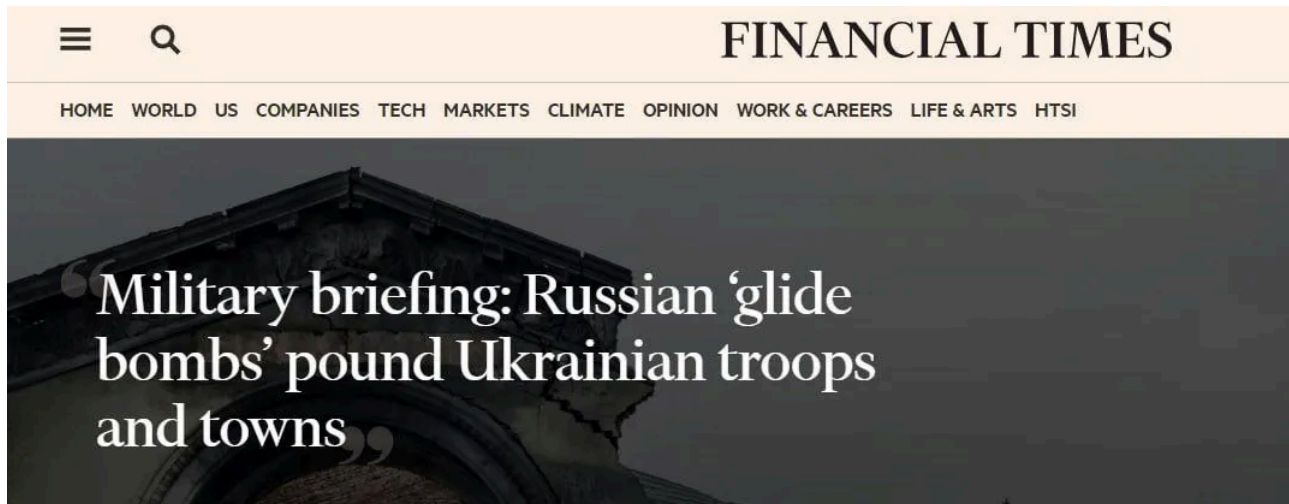 FINANCIAL TIMES
HOME WORLD US COMPANIES TECH MARKETS CLIMATE OPINION WORK & CAREERS LIFE & ARTS HTSI
“Military briefing: Russian ‘glide
bombs’ pound Ukrainian troops
and towns”